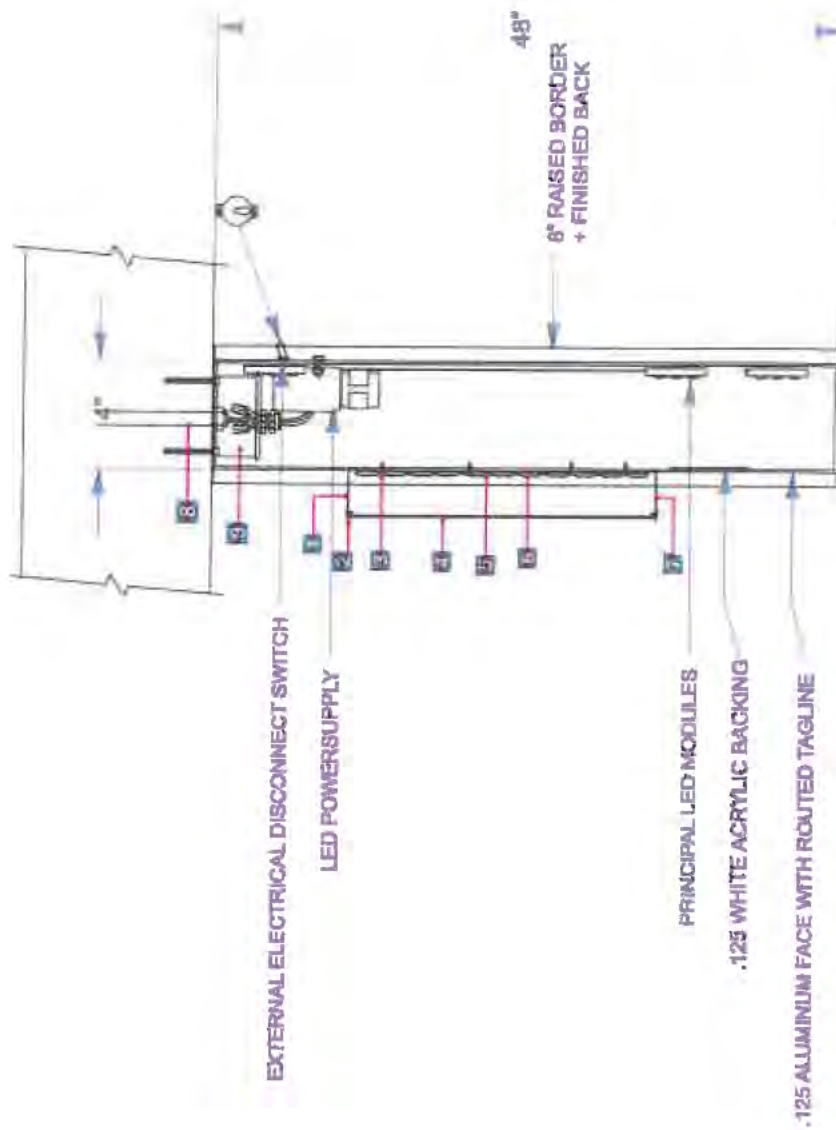 48"
8" RAISED BORDER
+ FINISHED BACK
4"
8
9
1
2
3
4
5
6
7
EXTERNAL ELECTRICAL DISCONNECT SWITCH
LED POWERSUPPLY
PRINCIPAL LED MODULES
.125 WHITE ACRYLIC BACKING
.125 ALUMINUM FACE WITH ROUTED TAGLINE